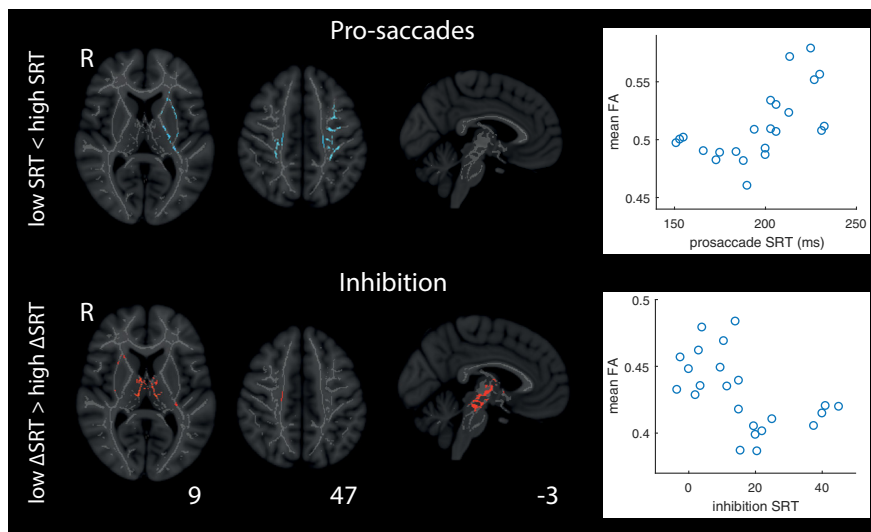 Pro-saccades
R
low SRT < high SRT
mean FA
0.55
0.5
0.45
150
200
250
prosaccade SRT (ms)
Inhibition
R
low ΔSRT > high ΔSRT
9
47
-3
mean FA
0.5
0.45
0.4
0
20
40
inhibition SRT